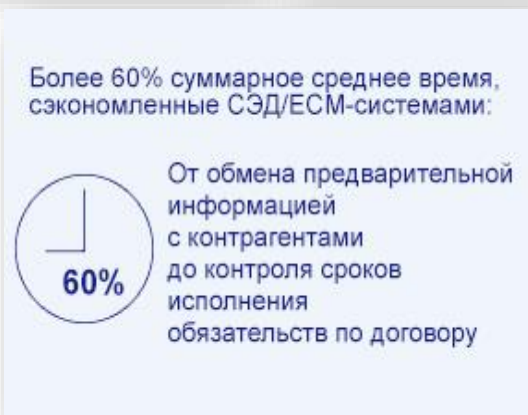 Более 60% суммарное среднее время,
сэкономленные СЭД/ECM-системами:
От обмена предварительной
информацией
с контрагентами
до контроля сроков
исполнения
обязательств по договору
60%